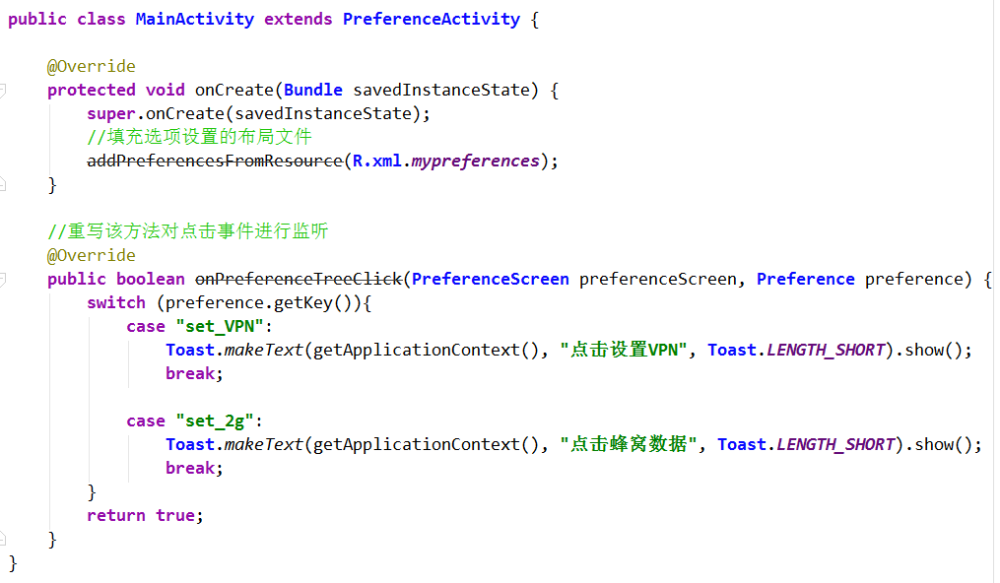 public class MainActivity extends PreferenceActivity {
@Override
protected void onCreate(Bundle savedInstanceState) {
super.onCreate(savedInstanceState);
//填充选项设置的布局文件
addPreferencesFromResource(R.xml.mypreferences);
}
//重写该方法对点击事件进行监听
@Override
public boolean onPreferenceTreeClick(PreferenceScreen preferenceScreen, Preference preference) {
switch (preference.getKey()){
case "set_VPN":
Toast.makeText(getApplicationContext(), "点击设置VPN", Toast.LENGTH_SHORT).show();
break;
case "set_2g":
Toast.makeText(getApplicationContext(), "点击蜂窝数据", Toast.LENGTH_SHORT).show();
break;
}
return true;
}
}